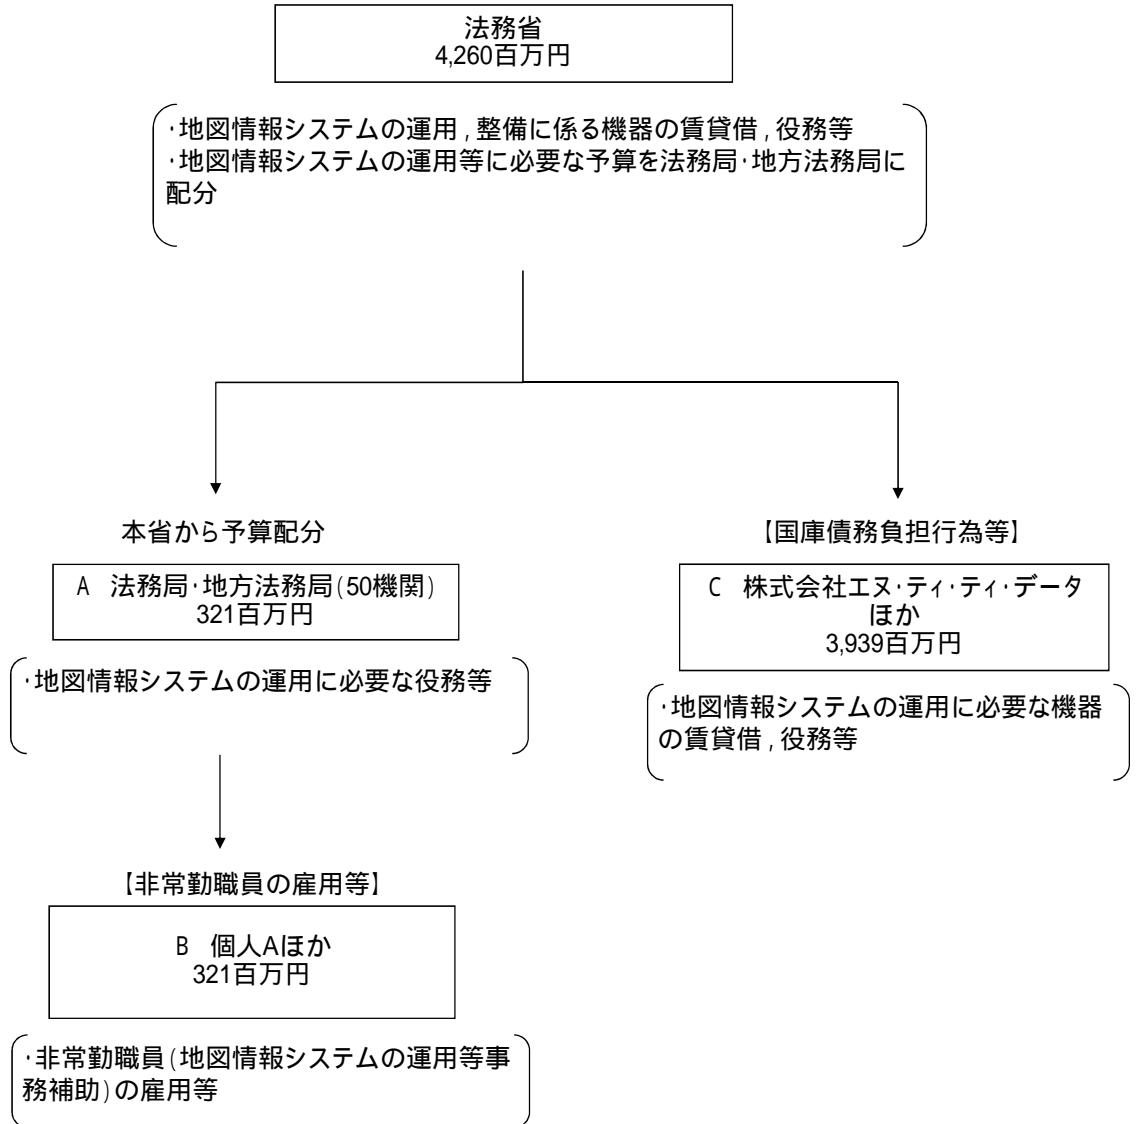 法務省
4,260百万円
･地図情報システムの運用,整備に係る機器の賃貸借,役務等
･地図情報システムの運用等に必要な予算を法務局･地方法務局に
配分
本省から予算配分
A 法務局･地方法務局(50機関)
321百万円
･地図情報システムの運用に必要な役務等
【非常勤職員の雇用等】
B 個人Aほか
321百万円
･非常勤職員(地図情報システムの運用等事
務補助)の雇用等
【国庫債務負担行為等】
C 株式会社エヌ･ティ･ティ･データ
ほか
3,939百万円
･地図情報システムの運用に必要な機器
の賃貸借,役務等